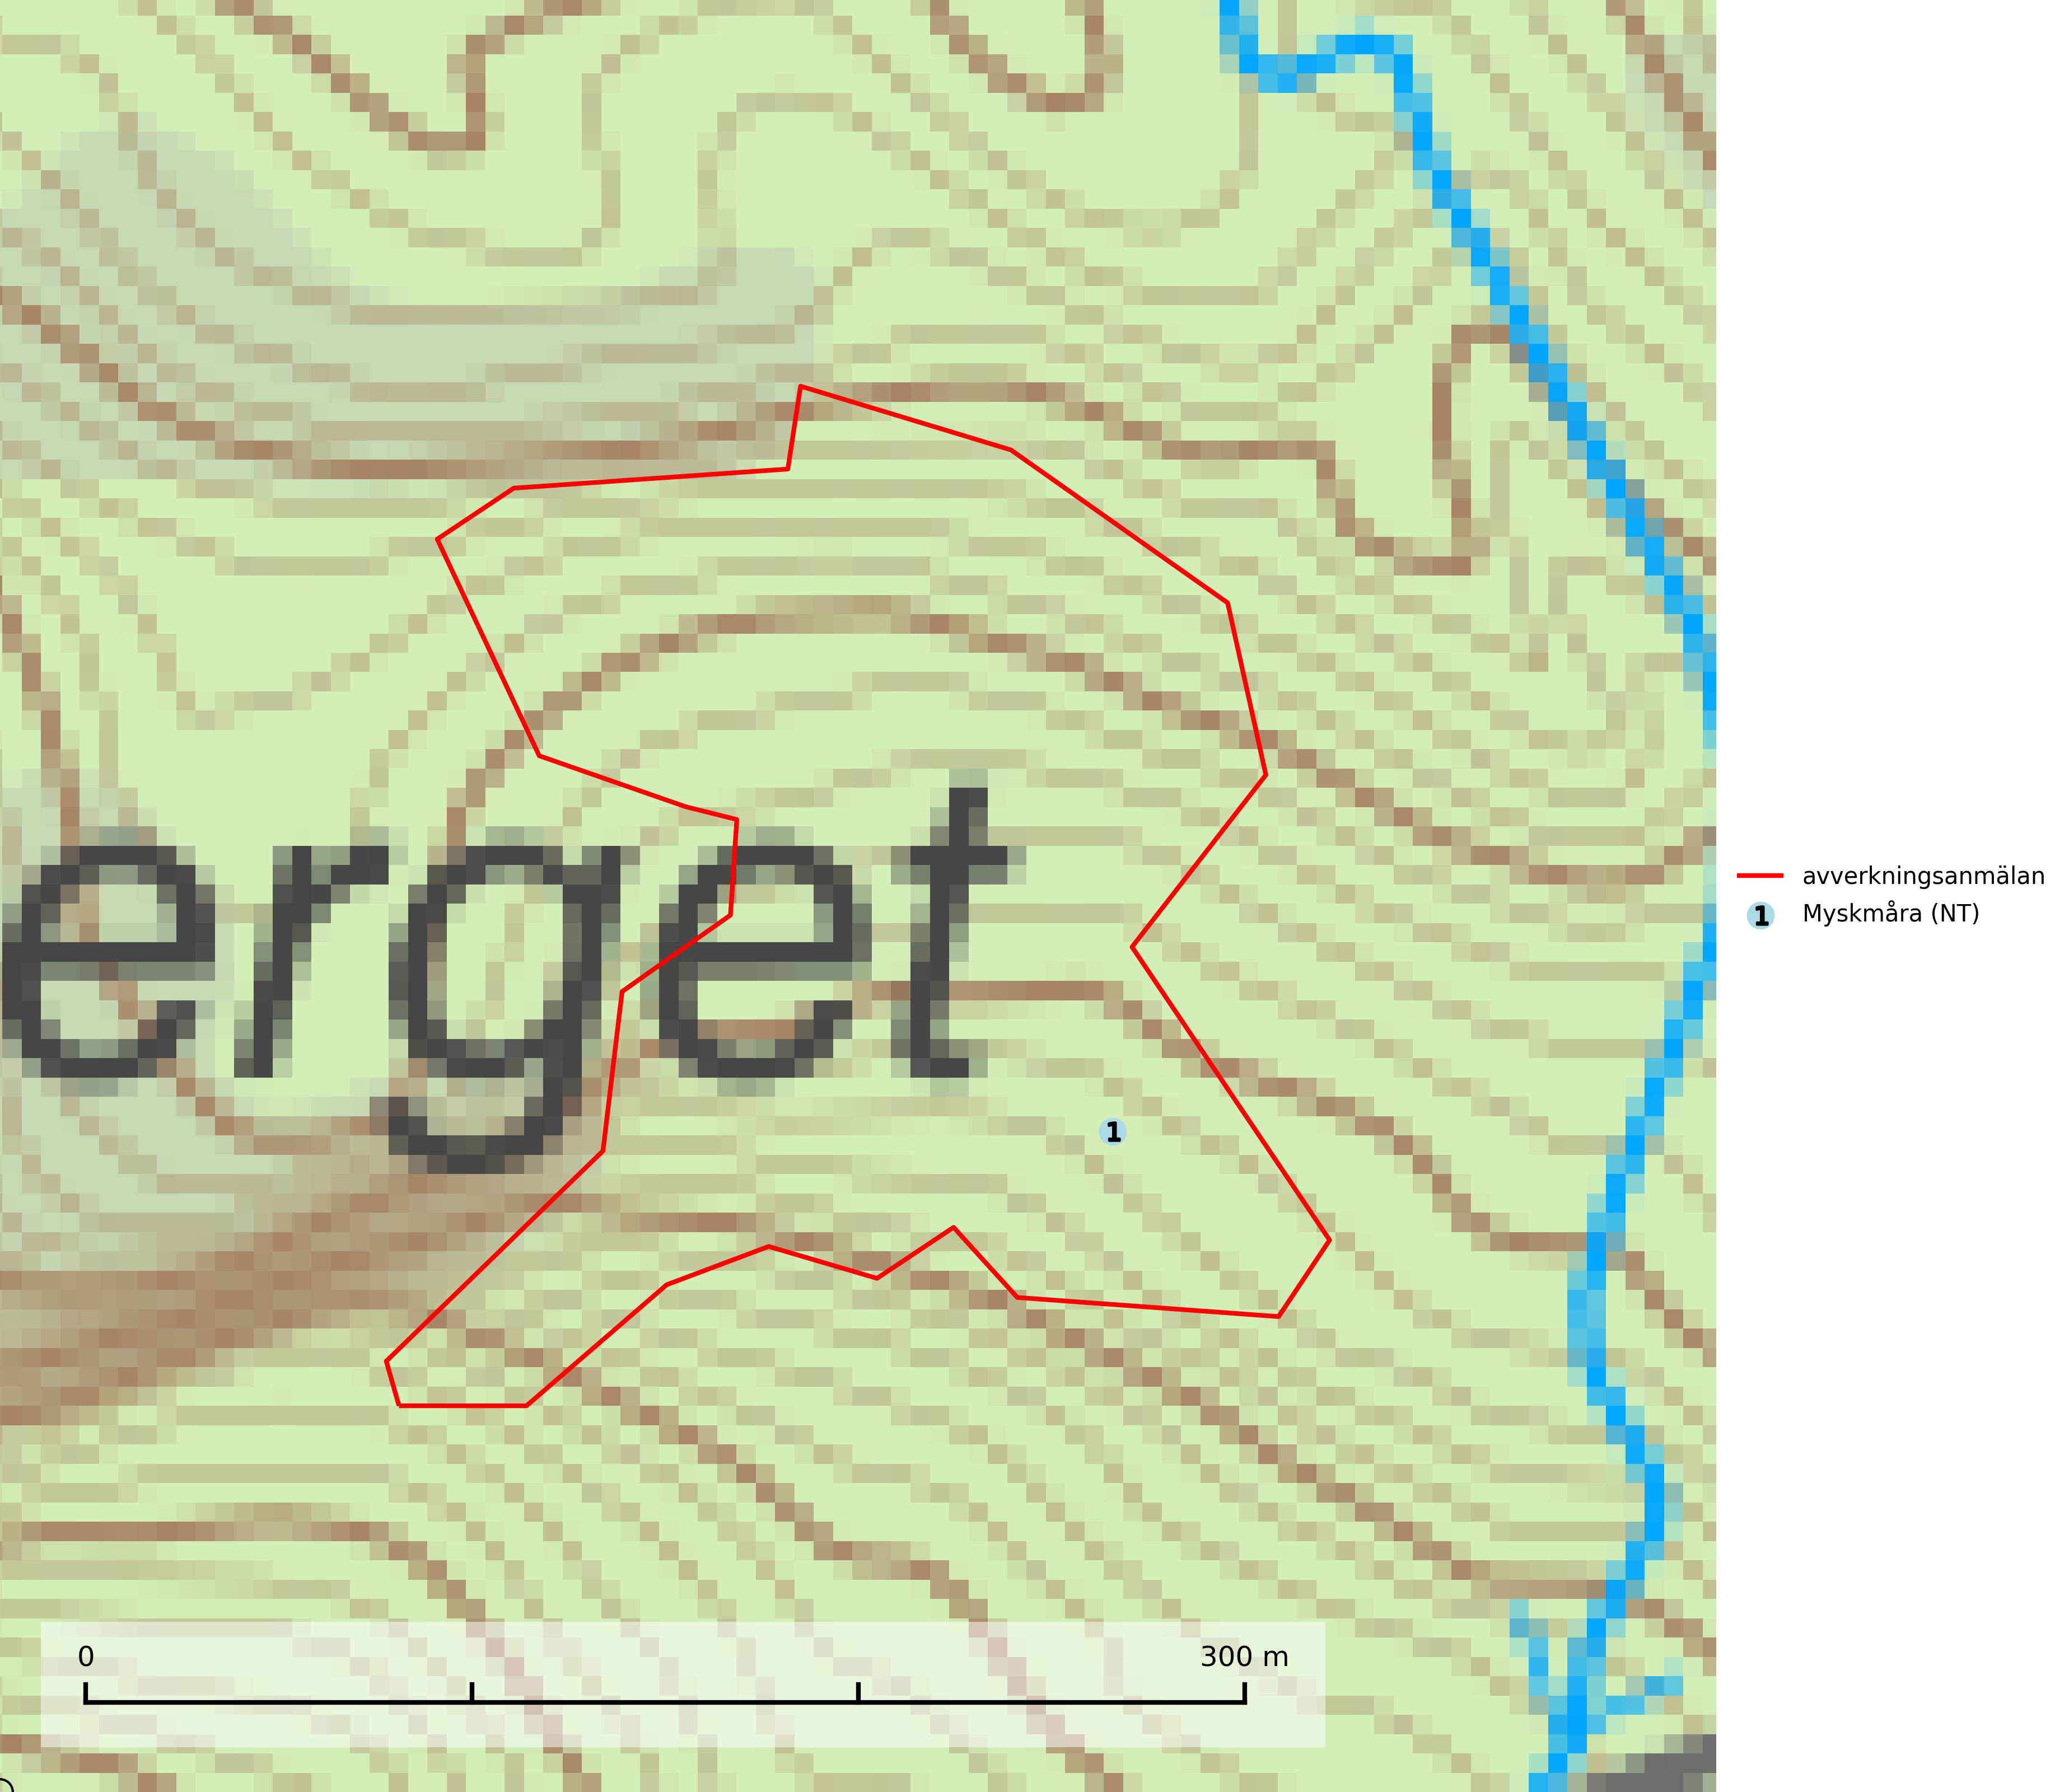 erget
1
0 300 m
avverkningsanmälan
1 Myskmåra (NT)